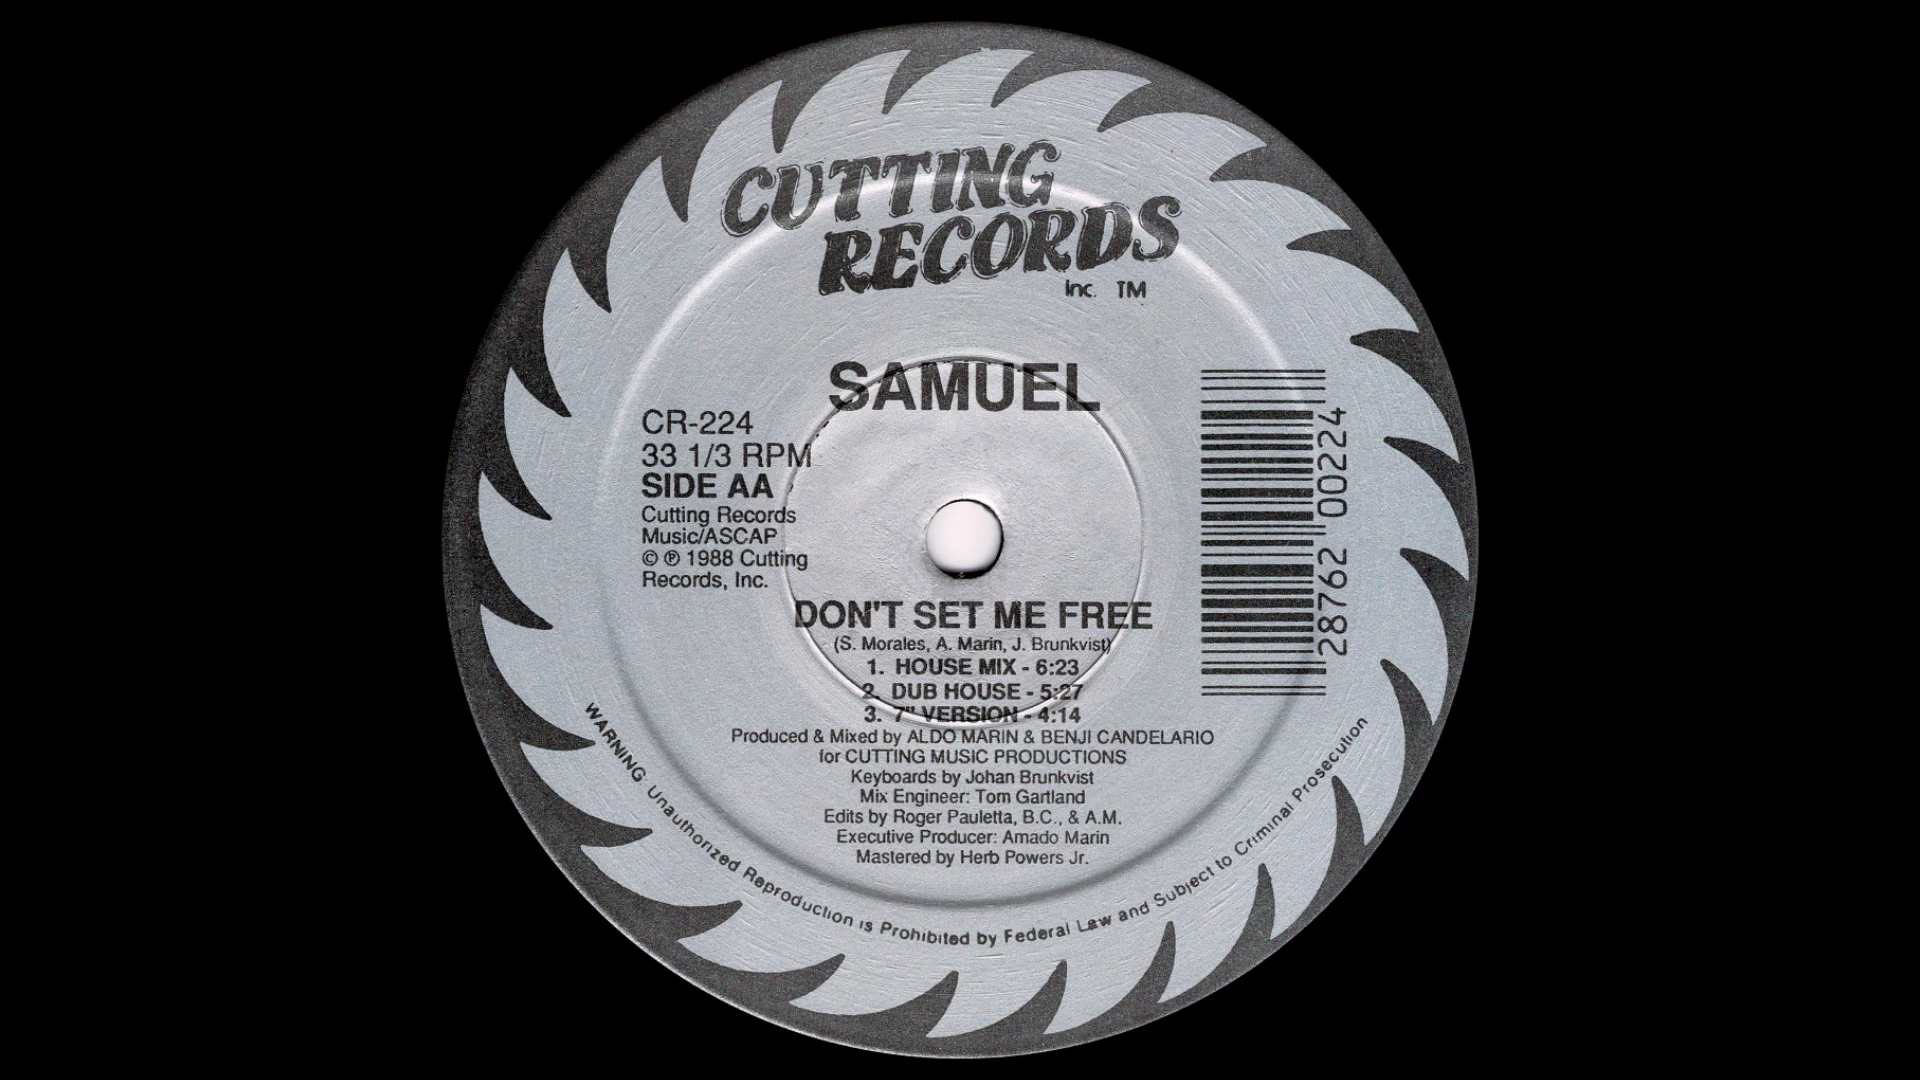 CUTTING
RECORDS
Inc. TM
SAMUEL
CR-224
33 1/3 RPM
SIDE AA
Cutting Records
Music/ASCAP
© ℗ 1988 Cutting
Records, Inc.
28762 00224
DON'T SET ME FREE
(S. Morales, A. Marin, J. Brunkvist)
1. HOUSE MIX - 6:23
2. DUB HOUSE - 5:27
3. 7" VERSION - 4:14
Produced & Mixed by ALDO MARIN & BENJI CANDELARIO
for CUTTING MUSIC PRODUCTIONS
Keyboards by Johan Brunkvist
Mix Engineer: Tom Gartland
Edits by Roger Pauletta, B.C., & A.M.
Executive Producer: Amado Marin
Mastered by Herb Powers Jr.
WARNING: Unauthorized Reproduction is Prohibited by Federal Law and Subject to Criminal Prosecution